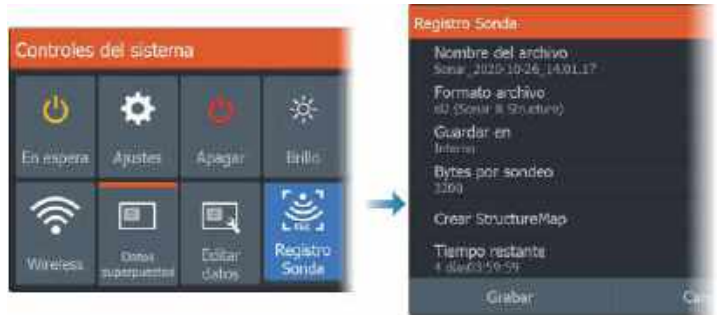 Controles del sistema
En espera
Ajustes
Apagar
Brillo
Wireless
Datos
superpuestos
Editar
datos
REC
Registro
Sonda
Registro Sonda
Nombre del archivo
Sonar_2020-10-26_14.01.17
Formato archivo
(Sonar & Structure)
Guardar en
Interno
Bytes por sondeo
3200
Crear StructureMap
Tiempo restante
4 días 03:59:59
Grabar